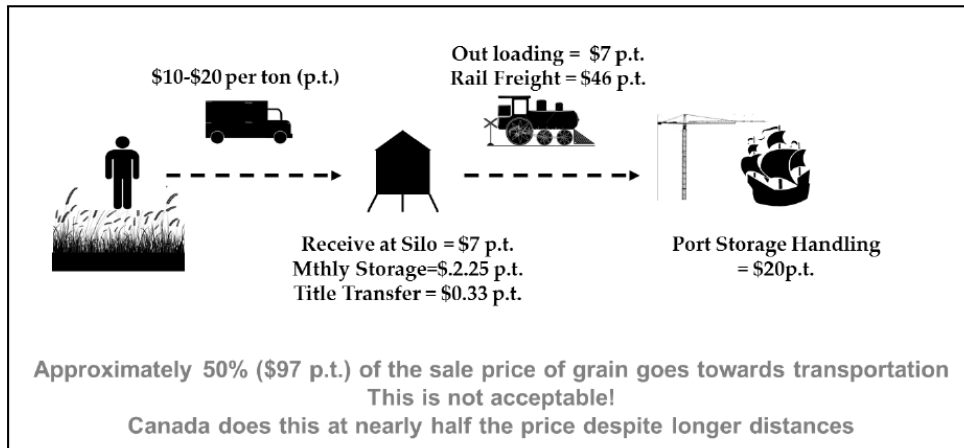 $10-$20 per ton (p.t.)
Out loading = $7 p.t.
Rail Freight = $46 p.t.
Receive at Silo = $7 p.t.
Mthly Storage=$.2.25 p.t.
Title Transfer = $0.33 p.t.
Port Storage Handling
= $20p.t.
Approximately 50% ($97 p.t.) of the sale price of grain goes towards transportation
This is not acceptable!
Canada does this at nearly half the price despite longer distances